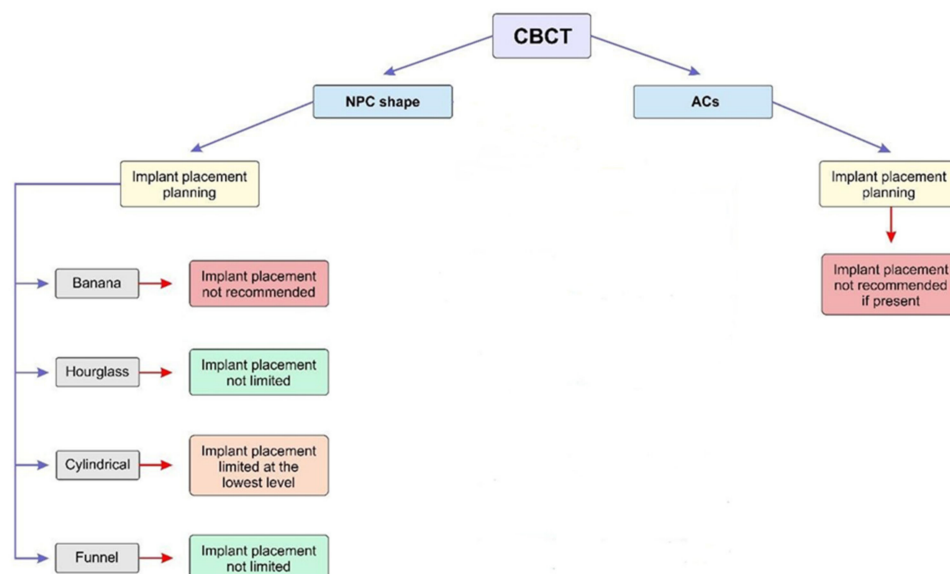 CBCT
NPC shape
ACs
Implant placement
planning
Implant placement
planning
Banana
Implant placement
not recommended
Implant placement
not recommended
if present
Hourglass
Implant placement
not limited
Cylindrical
Implant placement
limited at the
lowest level
Funnel
Implant placement
not limited